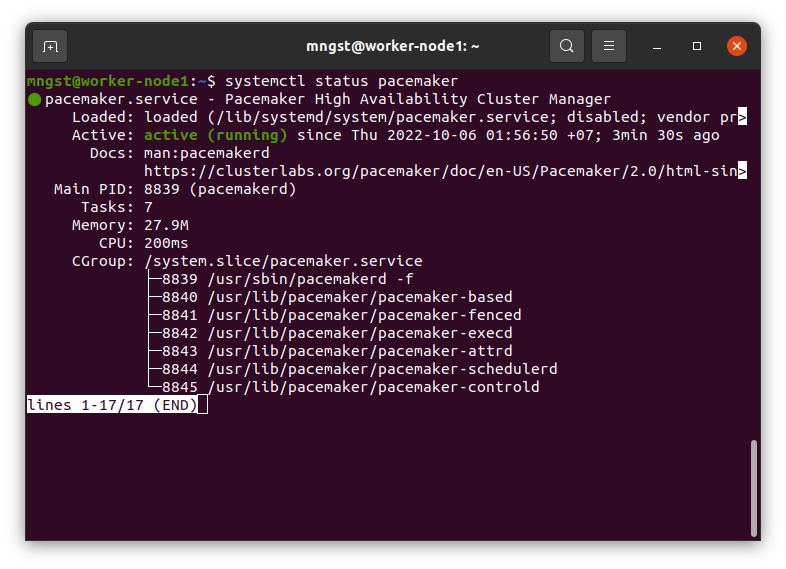 mngst@worker-node1: ~
mngst@worker-node1:~$ systemctl status pacemaker
● pacemaker.service - Pacemaker High Availability Cluster Manager
     Loaded: loaded (/lib/systemd/system/pacemaker.service; disabled; vendor pr>
     Active: active (running) since Thu 2022-10-06 01:56:50 +07; 3min 30s ago
       Docs: man:pacemakerd
             https://clusterlabs.org/pacemaker/doc/en-US/Pacemaker/2.0/html-sin>
   Main PID: 8839 (pacemakerd)
      Tasks: 7
     Memory: 27.9M
        CPU: 200ms
     CGroup: /system.slice/pacemaker.service
             ├─8839 /usr/sbin/pacemakerd -f
             ├─8840 /usr/lib/pacemaker/pacemaker-based
             ├─8841 /usr/lib/pacemaker/pacemaker-fenced
             ├─8842 /usr/lib/pacemaker/pacemaker-execd
             ├─8843 /usr/lib/pacemaker/pacemaker-attrd
             ├─8844 /usr/lib/pacemaker/pacemaker-schedulerd
             └─8845 /usr/lib/pacemaker/pacemaker-controld
lines 1-17/17 (END)